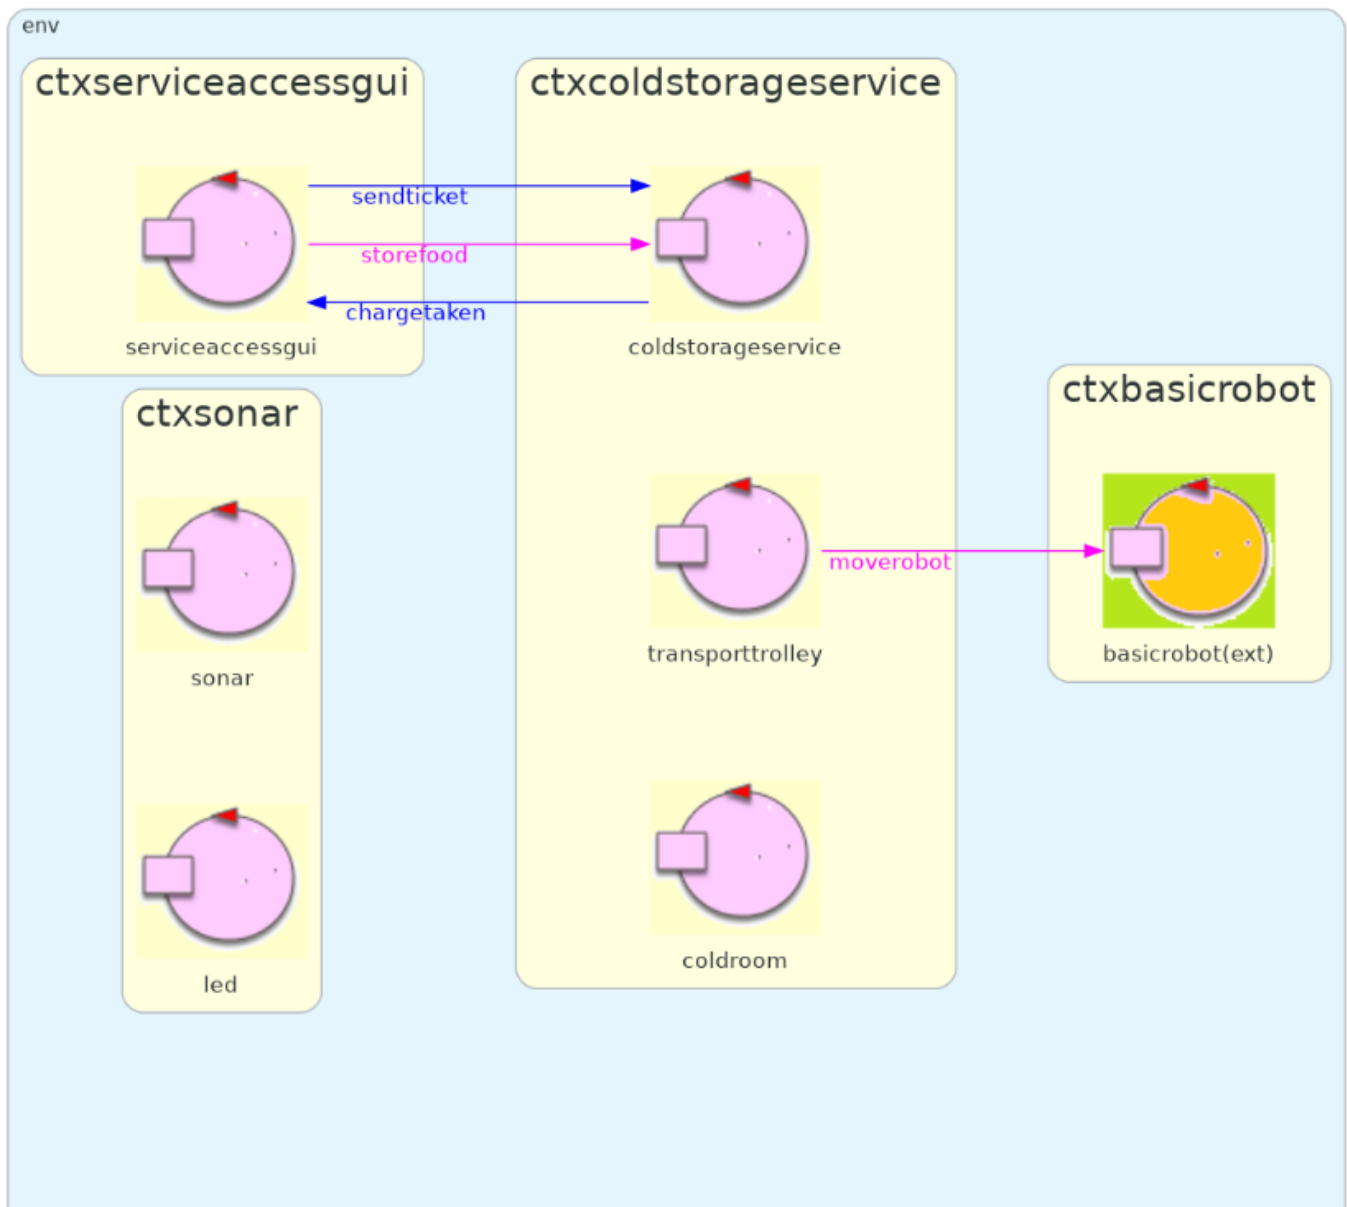 env
ctxserviceaccessgui
sendticket
storefood
chargetaken
serviceaccessgui
ctxcoldstorageservice
coldstorageservice
transporttrolley
moverobot
coldroom
ctxbasicrobot
basicrobot(ext)
ctxsonar
sonar
led